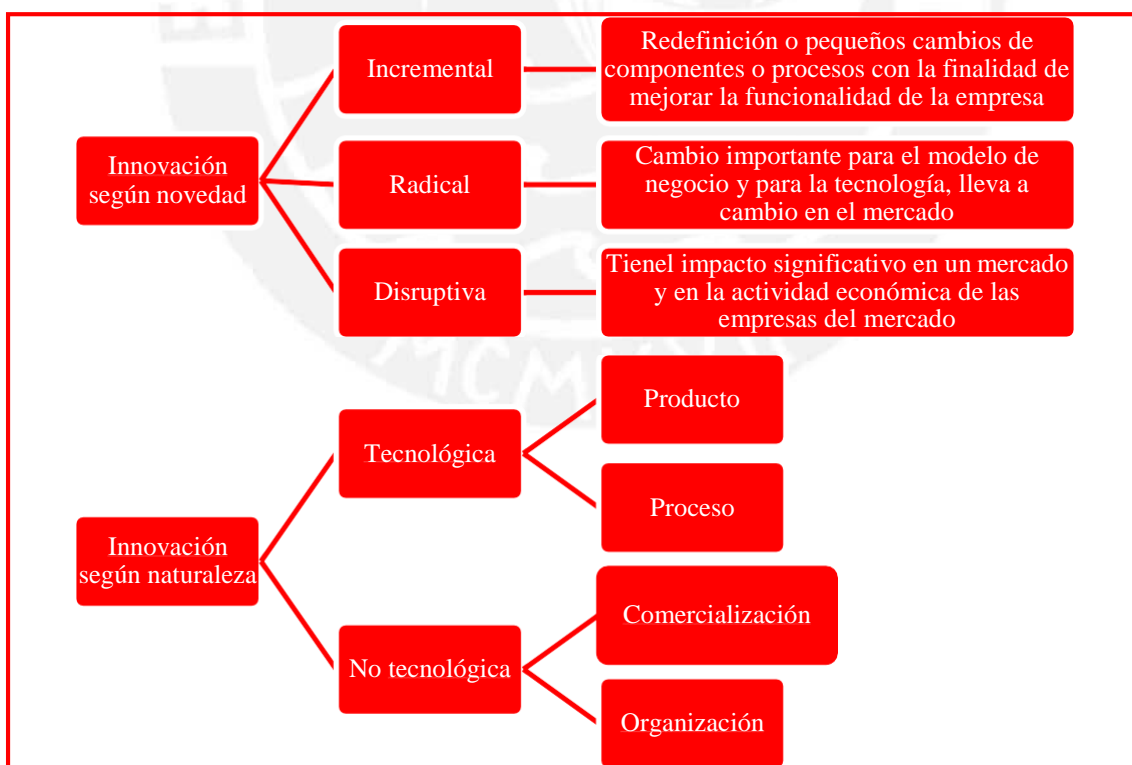 Innovación
según novedad
Incremental
Redefinición o pequeños cambios de
componentes o procesos con la finalidad de
mejorar la funcionalidad de la empresa
Radical
Cambio importante para el modelo de
negocio y para la tecnología, lleva a
cambio en el mercado
Disruptiva
Tienel impacto significativo en un mercado
y en la actividad económica de las
empresas del mercado
Innovación
según naturaleza
Tecnológica
Producto
Proceso
No tecnológica
Comercialización
Organización